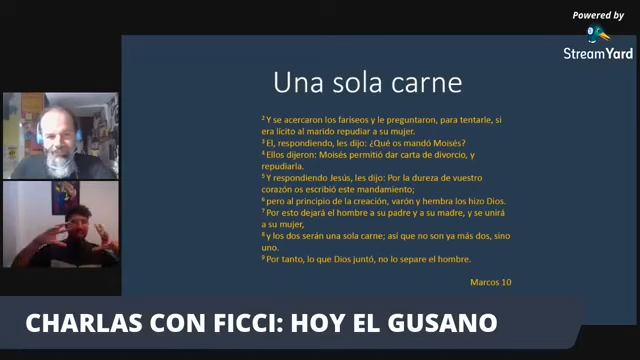 Powered by
StreamYard
Una sola carne
2 Y se acercaron los fariseos y le preguntaron, para tentarle, si
era lícito al marido repudiar a su mujer.
3 El, respondiendo, les dijo: ¿Qué os mandó Moisés?
4 Ellos dijeron: Moisés permitió dar carta de divorcio, y
repudiarla.
5 Y respondiendo Jesús, les dijo: Por la dureza de vuestro
corazón os escribió este mandamiento;
6 pero al principio de la creación, varón y hembra los hizo Dios.
7 Por esto dejará el hombre a su padre y a su madre, y se unirá
a su mujer,
8 y los dos serán una sola carne; así que no son ya más dos, sino
uno.
9 Por tanto, lo que Dios juntó, no lo separe el hombre.
Marcos 10
CHARLAS CON FICCI: HOY EL GUSANO